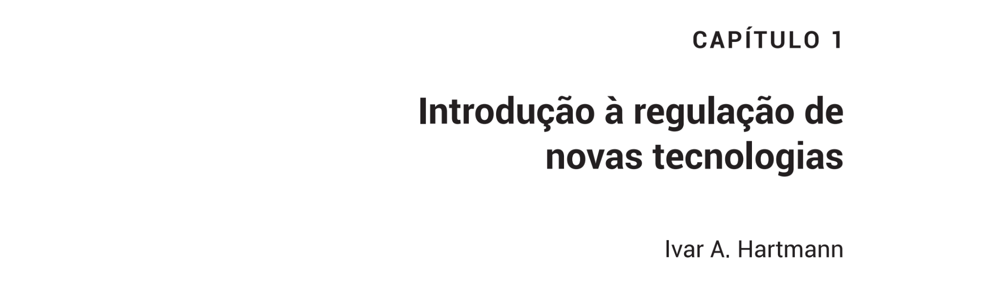 CAPÍTULO 1
Introdução à regulação de
novas tecnologias
Ivar A. Hartmann